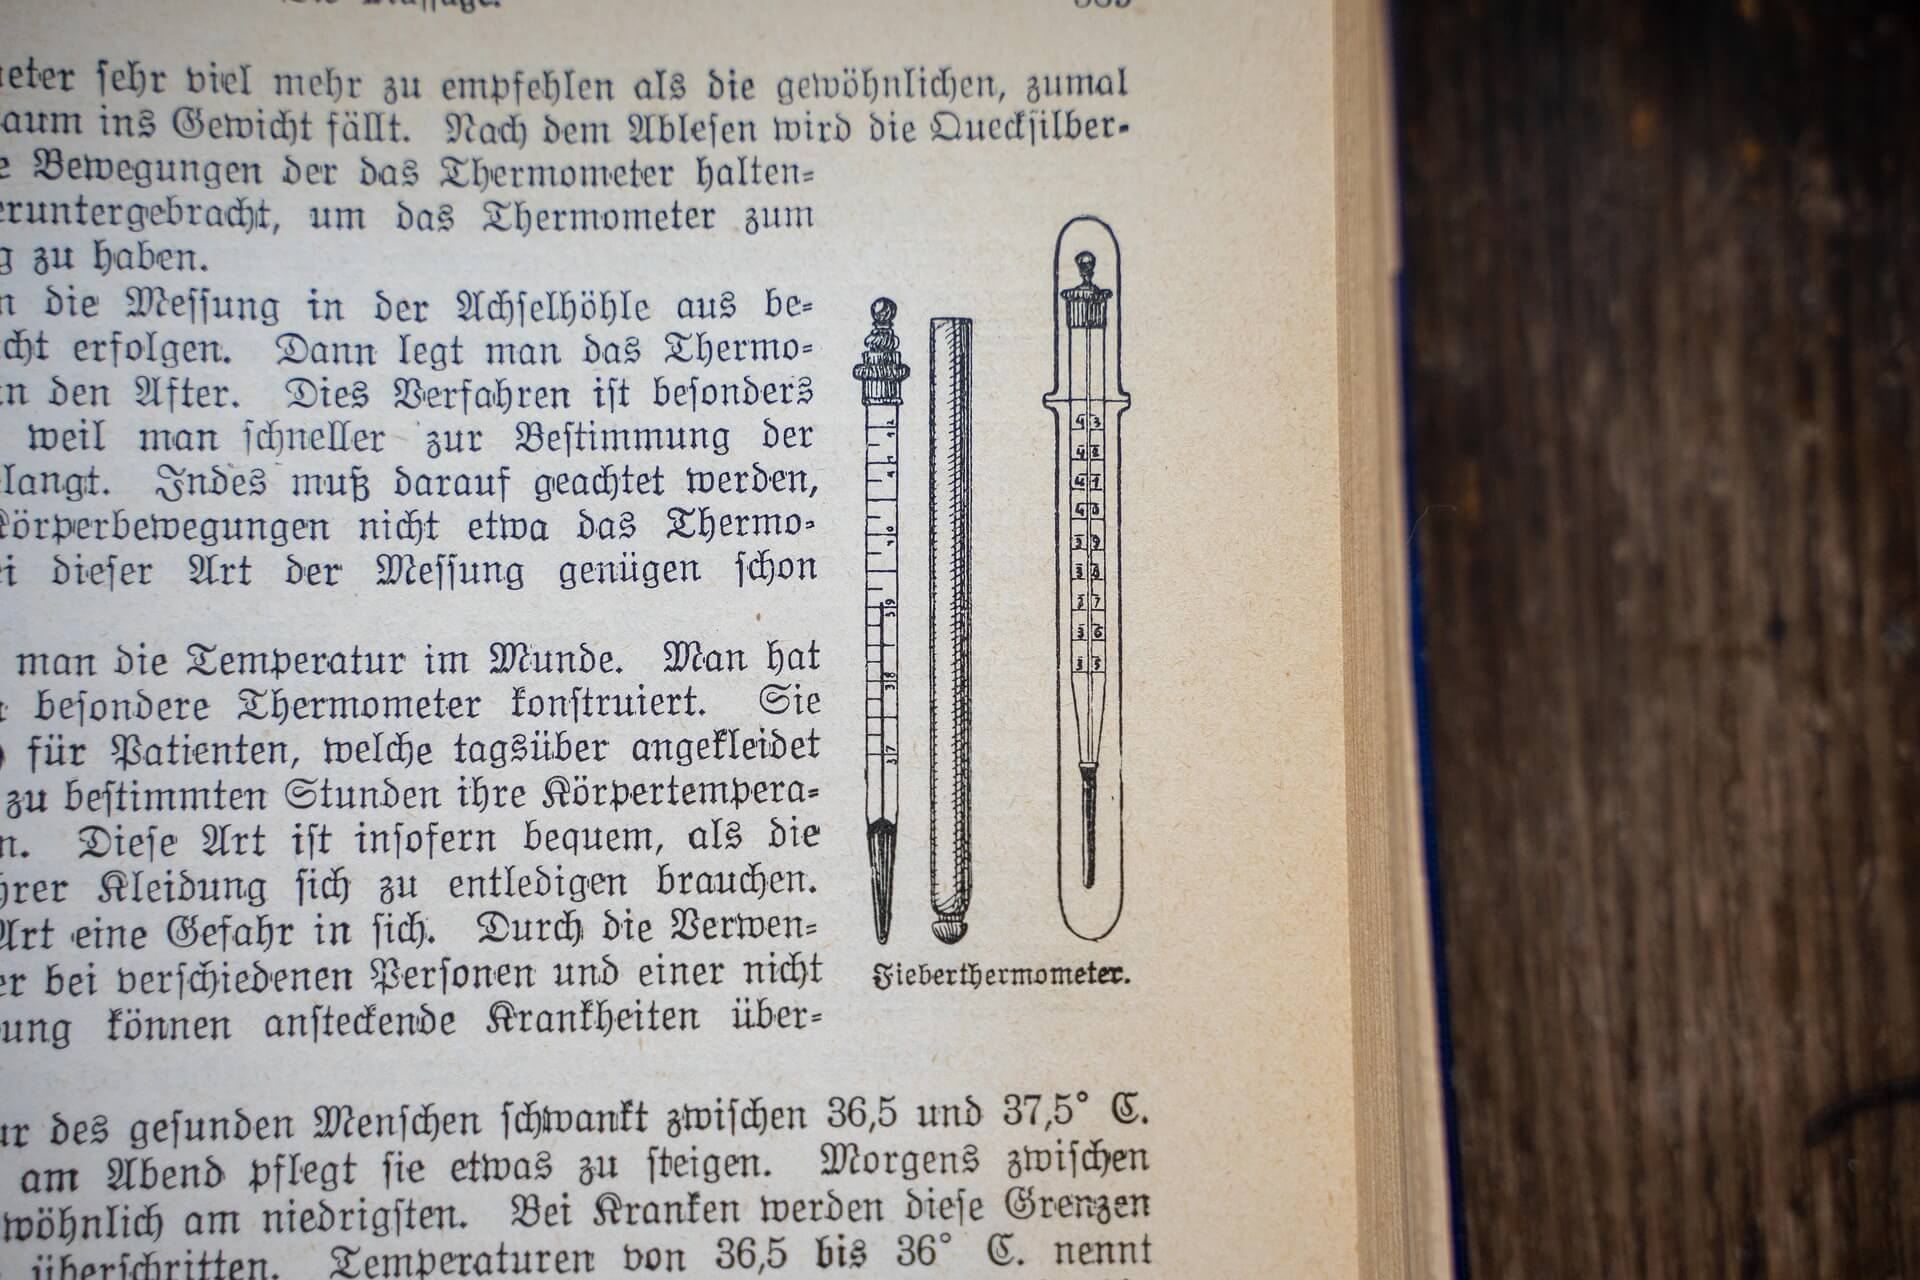 Die Massage.
eter sehr viel mehr zu empfehlen als die gewöhnlichen, zumal
aum ins Gewicht fällt. Nach dem Ablesen wird die Quecksilber-
e Bewegungen der das Thermometer halten-
eruntergebracht, um das Thermometer zum
g zu haben.
n die Messung in der Achselhöhle aus be-
cht erfolgen. Dann legt man das Thermo-
in den After. Dies Verfahren ist besonders
weil man schneller zur Bestimmung der
langt. Indes muß darauf geachtet werden,
Körperbewegungen nicht etwa das Thermo-
ei dieser Art der Messung genügen schon
man die Temperatur im Munde. Man hat
besondere Thermometer konstruiert. Sie
für Patienten, welche tagsüber angekleidet
zu bestimmten Stunden ihre Körpertempera-
n. Diese Art ist insofern bequem, als die
hrer Kleidung sich zu entledigen brauchen.
Art eine Gefahr in sich. Durch die Verwen-
er bei verschiedenen Personen und einer nicht
ung können ansteckende Krankheiten über-
Fieberthermometer.
ur des gesunden Menschen schwankt zwischen 36,5 und 37,5° C.
am Abend pflegt sie etwas zu steigen. Morgens zwischen
wöhnlich am niedrigsten. Bei Kranken werden diese Grenzen
überschritten. Temperaturen von 36,5 bis 36° C. nennt